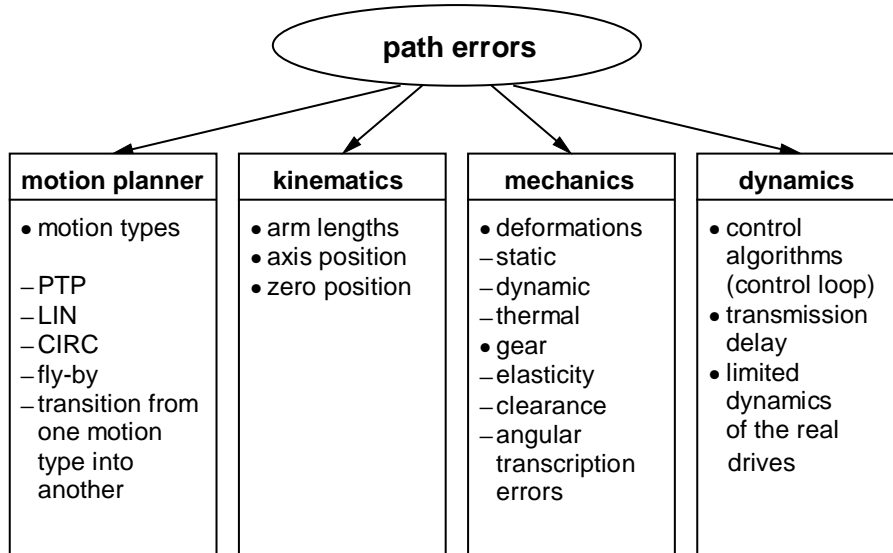 path errors
motion planner
• motion types
– PTP
– LIN
– CIRC
– fly-by
– transition from
one motion
type into
another
kinematics
• arm lengths
• axis position
• zero position
mechanics
• deformations
– static
– dynamic
– thermal
• gear
– elasticity
– clearance
– angular
transcription
errors
dynamics
• control
algorithms
(control loop)
• transmission
delay
• limited
dynamics
of the real
drives